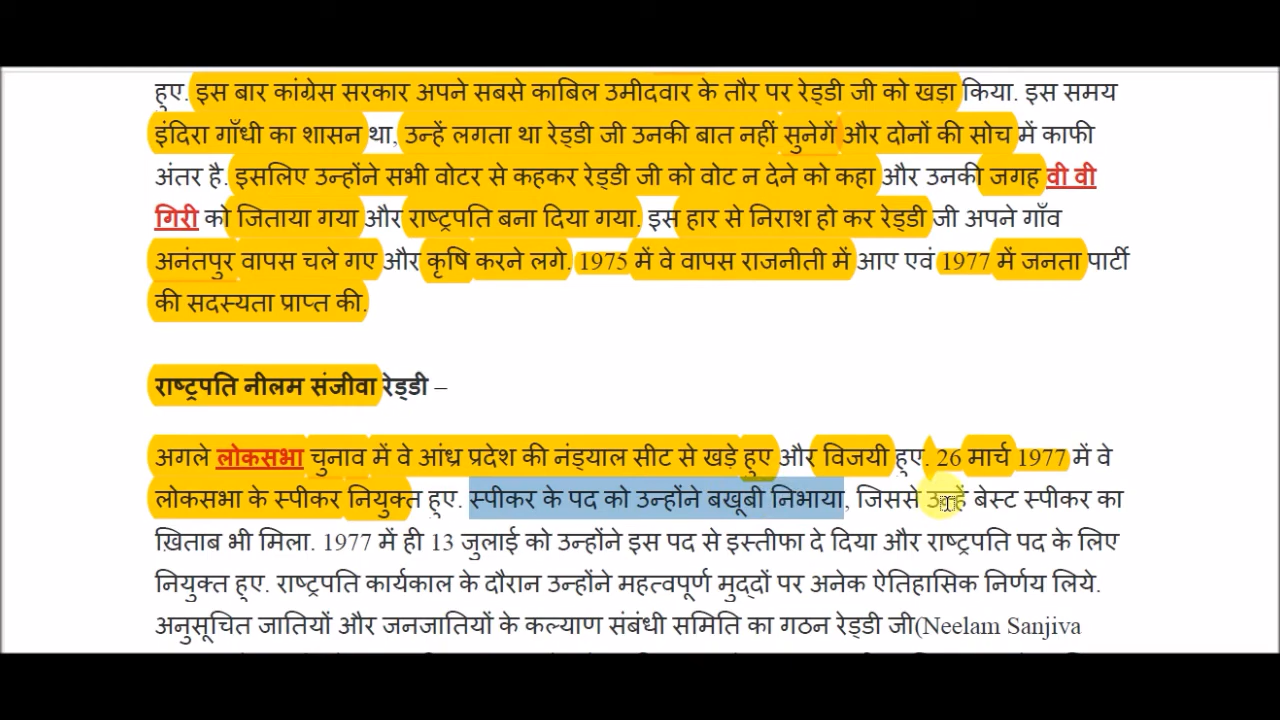 हुए. इस बार कांग्रेस सरकार अपने सबसे काबिल उमीदवार के तौर पर रेड्डी जी को खड़ा किया. इस समय
इंदिरा गाँधी का शासन था, उन्हें लगता था रेड्डी जी उनकी बात नहीं सुनेगें और दोनों की सोच में काफी
अंतर है. इसलिए उन्होंने सभी वोटर से कहकर रेड्डी जी को वोट न देने को कहा और उनकी जगह वी वी
गिरी को जिताया गया और राष्ट्रपति बना दिया गया. इस हार से निराश हो कर रेड्डी जी अपने गाँव
अनंतपुर वापस चले गए और कृषि करने लगे. 1975 में वे वापस राजनीती में आए एवं 1977 में जनता पार्टी
की सदस्यता प्राप्त की.
राष्ट्रपति नीलम संजीवा रेड्डी –
अगले लोकसभा चुनाव में वे आंध्र प्रदेश की नंड्याल सीट से खड़े हुए और विजयी हुए. 26 मार्च 1977 में वे
लोकसभा के स्पीकर नियुक्त हुए. स्पीकर के पद को उन्होंने बखूबी निभाया, जिससे उन्हें बेस्ट स्पीकर का
ख़िताब भी मिला. 1977 में ही 13 जुलाई को उन्होंने इस पद से इस्तीफा दे दिया और राष्ट्रपति पद के लिए
नियुक्त हुए. राष्ट्रपति कार्यकाल के दौरान उन्होंने महत्वपूर्ण मुद्दों पर अनेक ऐतिहासिक निर्णय लिये.
अनुसूचित जातियों और जनजातियों के कल्याण संबंधी समिति का गठन रेड्डी जी(Neelam Sanjiva